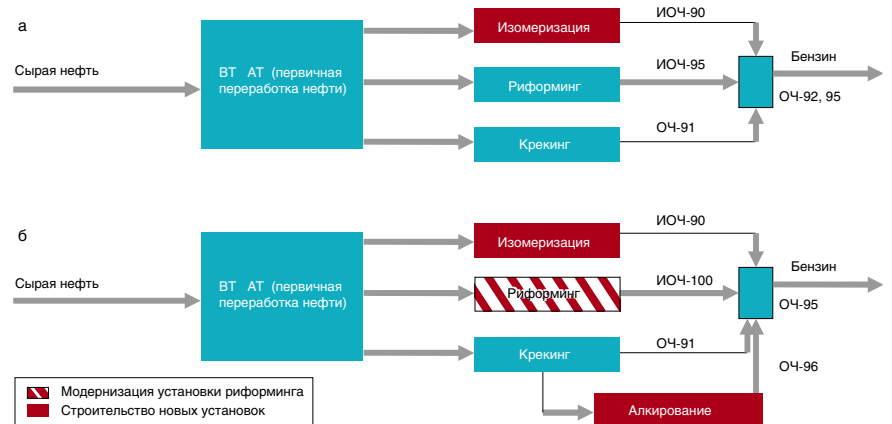 а
Сырая нефть
ВТ АТ (первичная
переработка нефти)
Изомеризация
Риформинг
Крекинг
ИОЧ-90
ИОЧ-95
ОЧ-91
Бензин
ОЧ-92, 95
б
Сырая нефть
ВТ АТ (первичная
переработка нефти)
Изомеризация
Риформинг
Крекинг
Алкирование
ИОЧ-90
ИОЧ-100
ОЧ-91
Бензин
ОЧ-95
ОЧ-96
Модернизация установки риформинга
Строительство новых установок